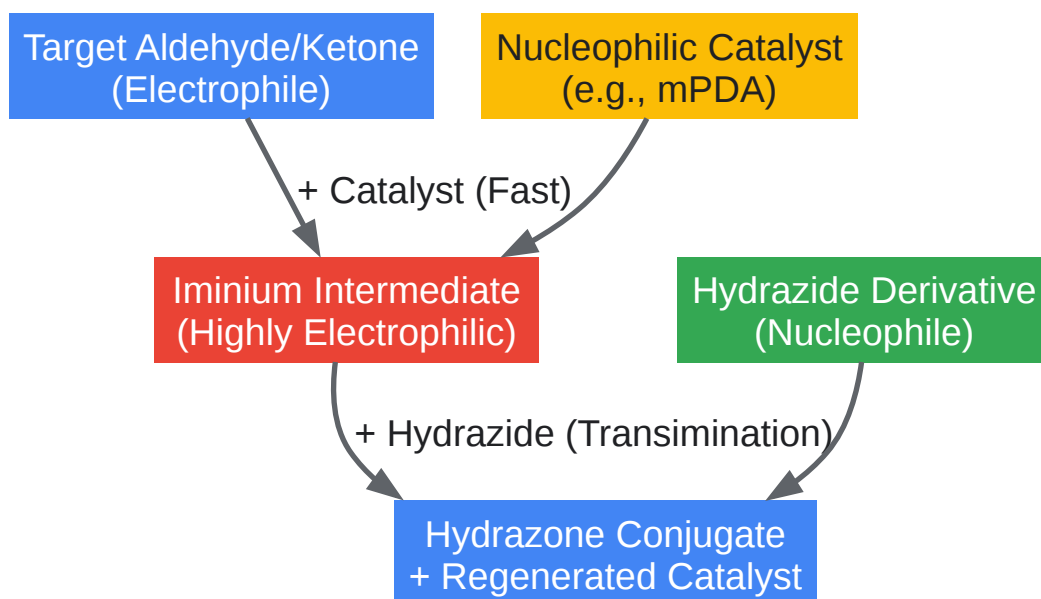 Target Aldehyde/Ketone
(Electrophile)
Nucleophilic Catalyst
(e.g., mPDA)
+ Catalyst (Fast)
Iminium Intermediate
(Highly Electrophilic)
Hydrazide Derivative
(Nucleophile)
+ Hydrazide (Transimination)
Hydrazone Conjugate
+ Regenerated Catalyst